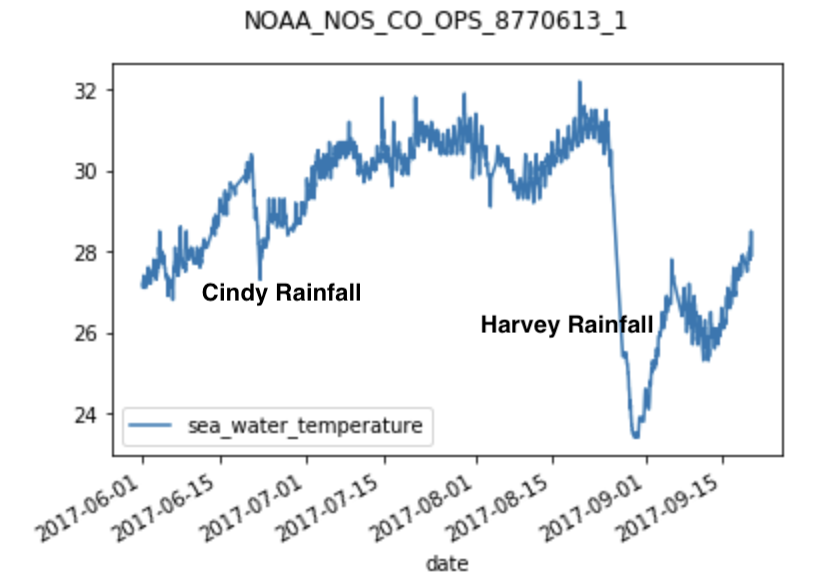 NOAA_NOS_CO_OPS_8770613_1
32
30
28
26
24
Cindy Rainfall
Harvey Rainfall
sea_water_temperature
2017-06-01
2017-06-15
2017-07-01
2017-07-15
2017-08-01
2017-08-15
2017-09-01
2017-09-15
date